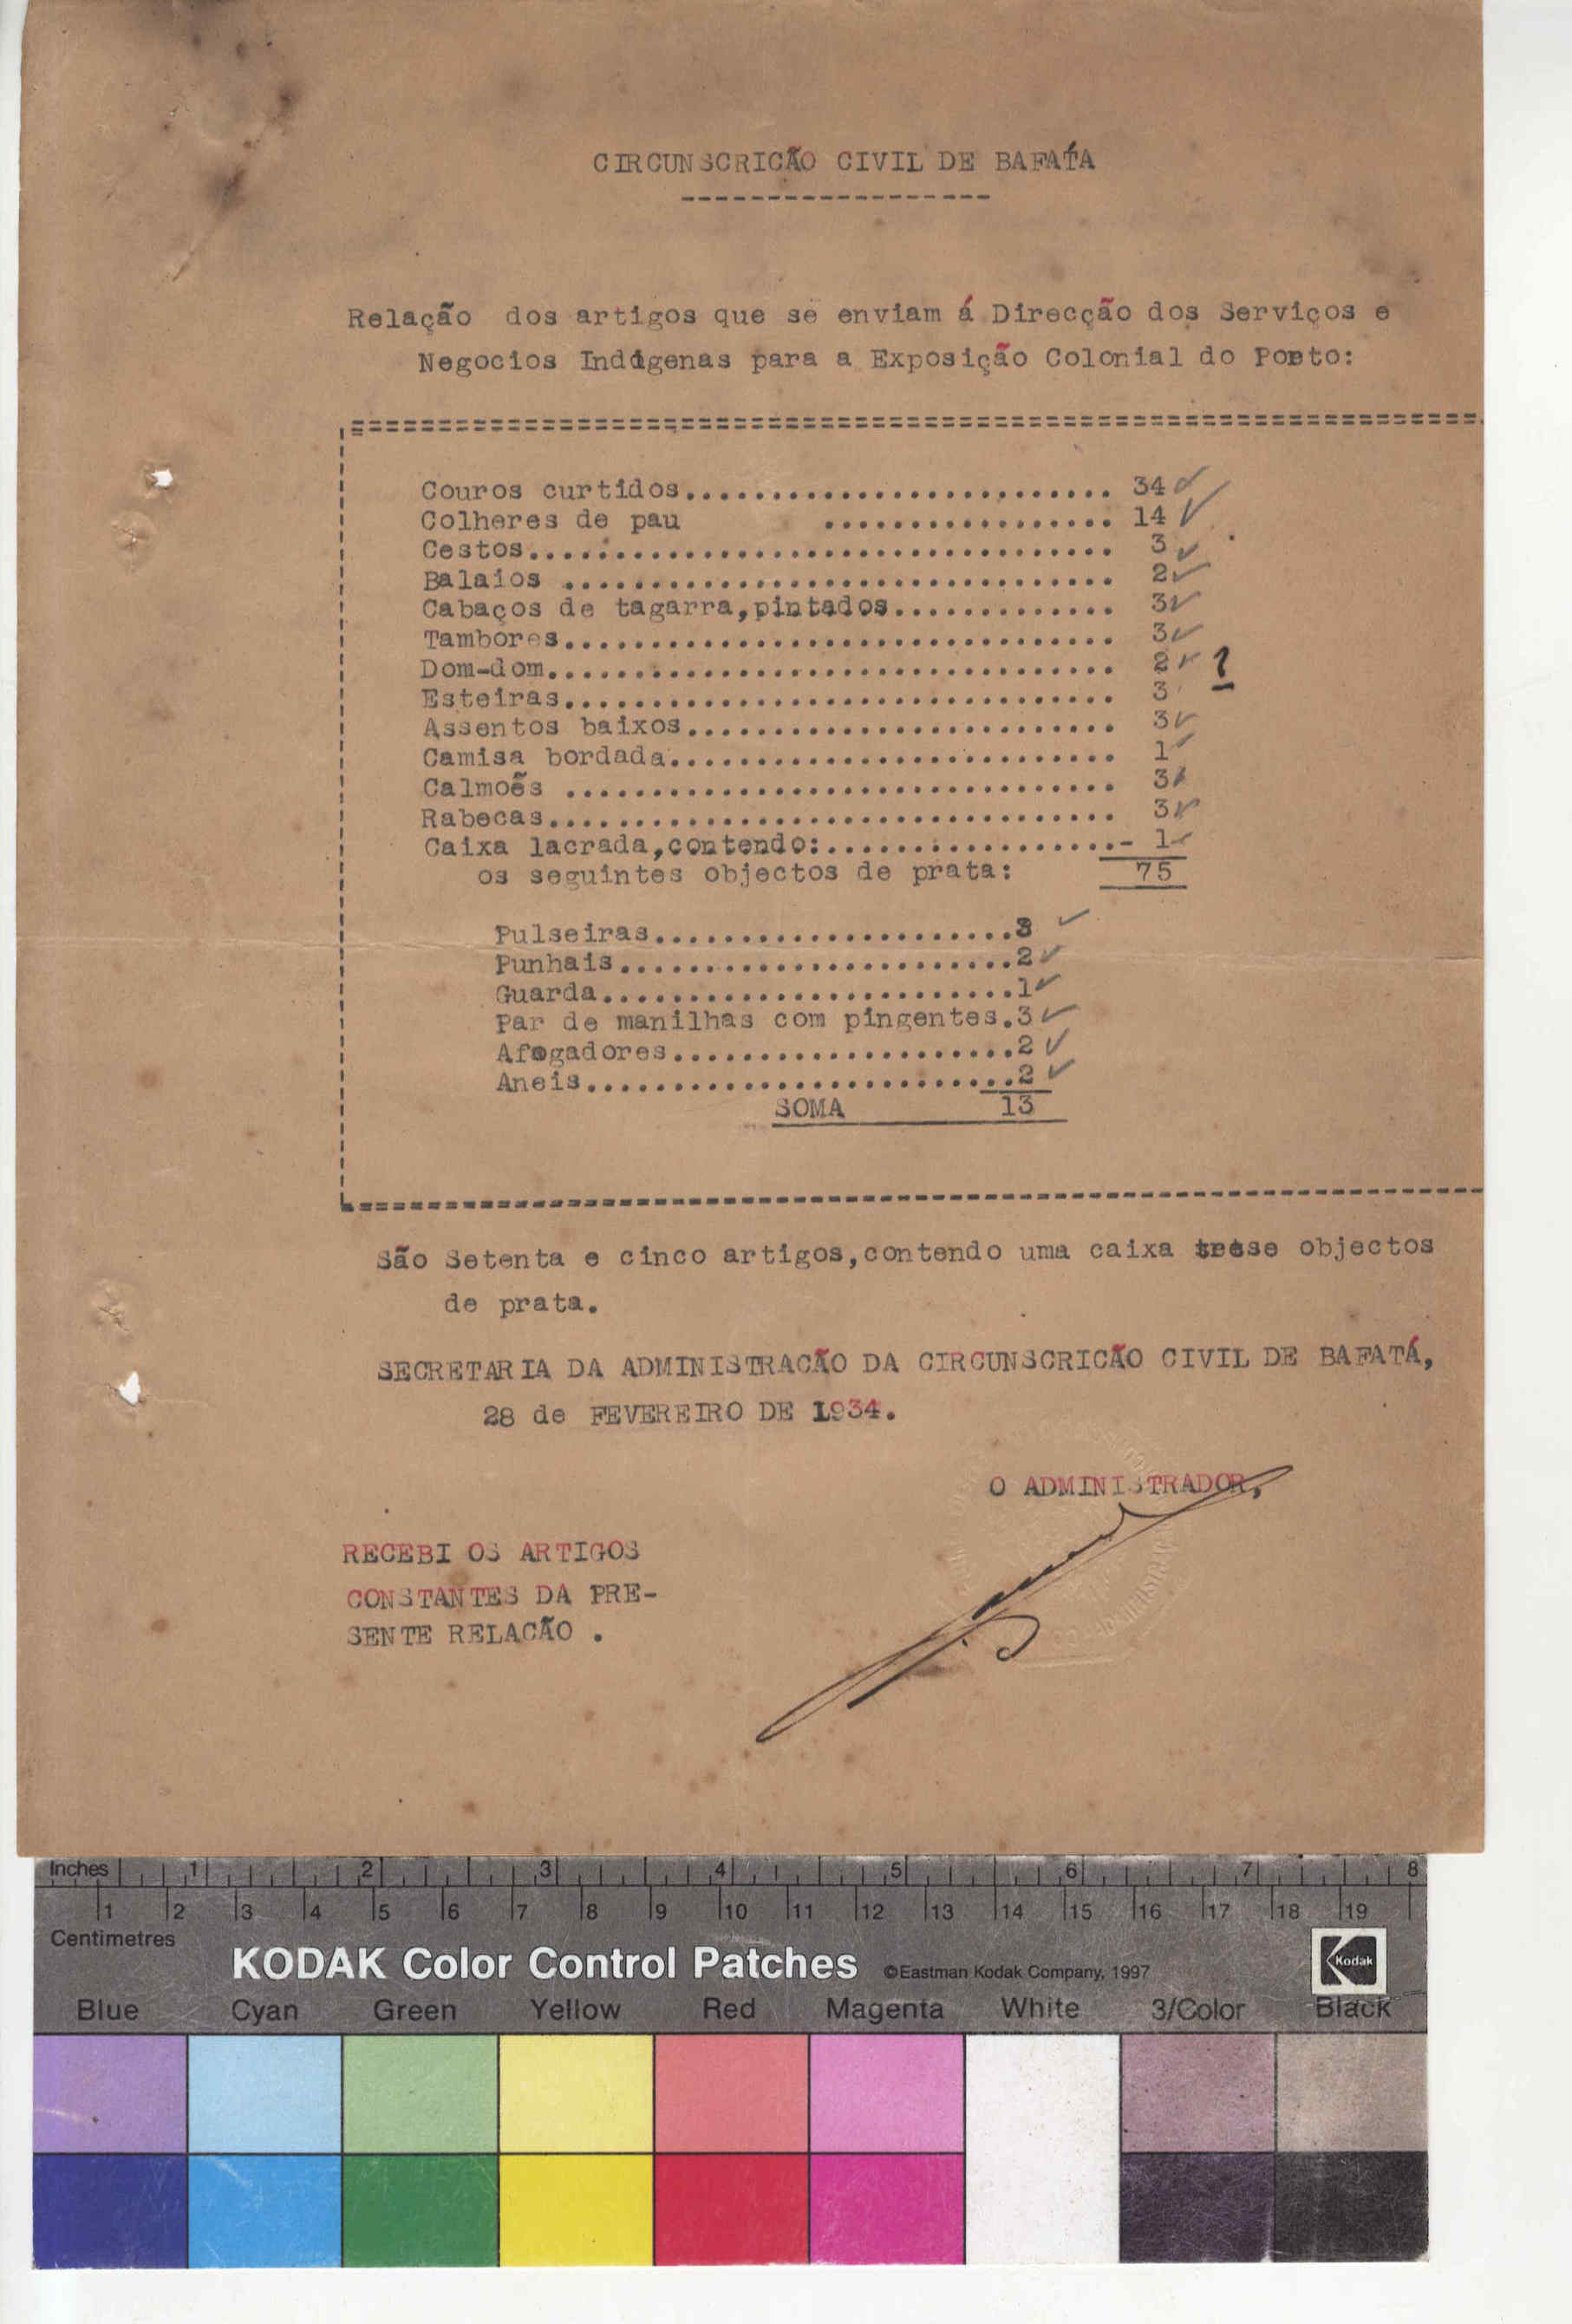 CIRCUNSCRICÃO CIVIL DE BAFATÁ
------------------
Relação dos artigos que se enviam á Direcção dos Serviços e
Negocios Indigenas para a Exposição Colonial do Porto:
Couros curtidos......................... 34
Colheres de pau ................. 14
Cestos.................................. 3
Balaios ................................ 2
Cabaços de tagarra,pintados............. 3
Tambores................................ 3
Dom-dom................................. 2 ?
Esteiras................................ 3
Assentos baixos......................... 3
Camisa bordada.......................... 1
Calmoẽs ................................ 3
Rabecas................................. 3
Caixa lacrada,contendo:.................- 1
os seguintes objectos de prata: 75
Pulseiras.....................3
Punhais.......................2
Guarda........................1
Par de manilhas com pingentes.3
Afogadores....................2
Aneis.........................2
SOMA 13
São Setenta e cinco artigos,contendo uma caixa trese objectos
de prata.
SECRETARIA DA ADMINISTRACÃO DA CIRCUNSCRICÃO CIVIL DE BAFATÁ,
28 de FEVEREIRO DE 1934.
O ADMINISTRADOR,
RECEBI OS ARTIGOS
CONSTANTES DA PRE-
SENTE RELACÃO .
Inches 1 2 3 4 5 6 7 8
1 2 3 4 5 6 7 8 9 10 11 12 13 14 15 16 17 18 19
Centimetres
KODAK Color Control Patches ©Eastman Kodak Company, 1997 Kodak
Blue Cyan Green Yellow Red Magenta White 3/Color Black